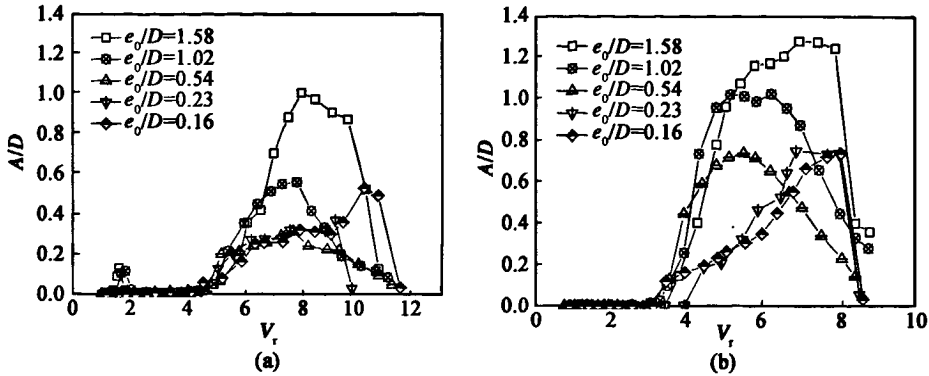 1.4
1.2
1.0
0.8
0.6
0.4
0.2
0.0
A/D
e₀/D=1.58
e₀/D=1.02
e₀/D=0.54
e₀/D=0.23
e₀/D=0.16
0 2 4 6 8 10 12
Vᵣ
(a)
1.4
1.2
1.0
0.8
0.6
0.4
0.2
0.0
A/D
e₀/D=1.58
e₀/D=1.02
e₀/D=0.54
e₀/D=0.23
e₀/D=0.16
0 2 4 6 8 10
Vᵣ
(b)